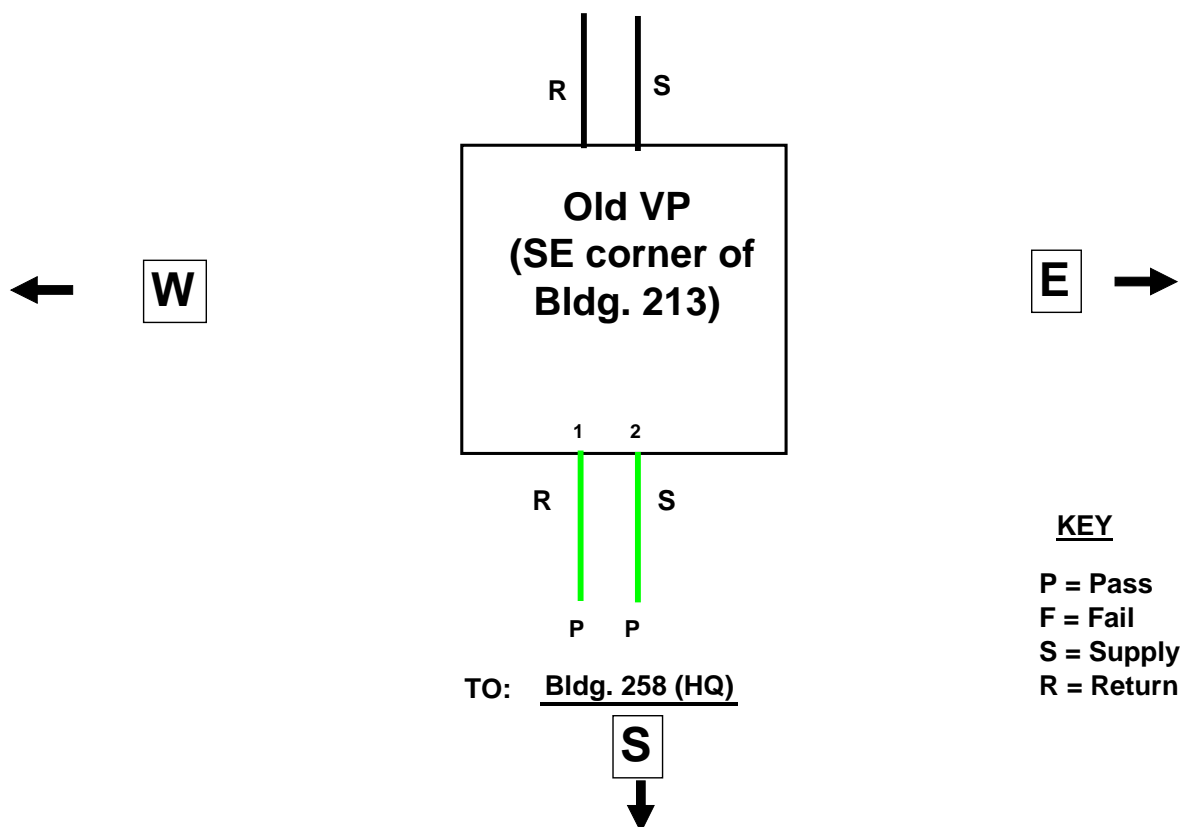 R S
Old VP
(SE corner of
Bldg. 213)
W
E
1 2
R S
P P
TO: Bldg. 258 (HQ)
S
KEY
P = Pass
F = Fail
S = Supply
R = Return